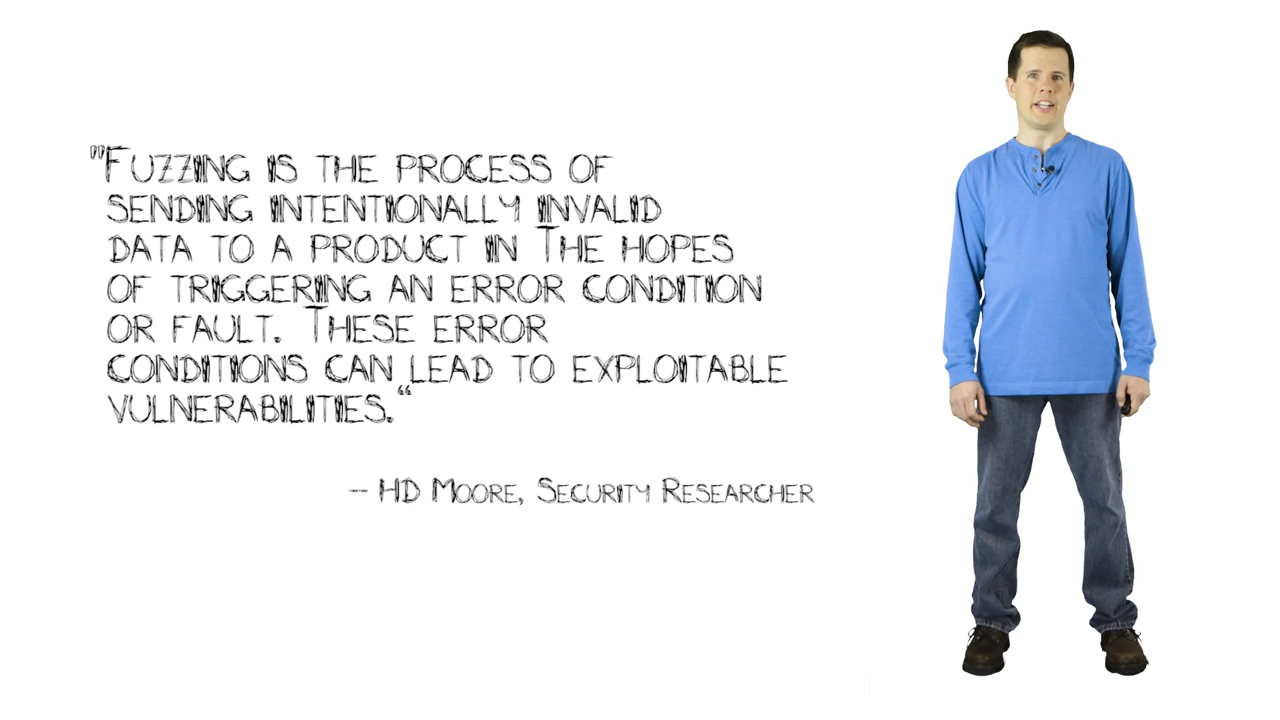 "Fuzzing is the process of
sending intentionally invalid
data to a product in The hopes
of triggering an error condition
or fault. These error
conditions can lead to exploitable
vulnerabilities."
-- HD Moore, Security Researcher